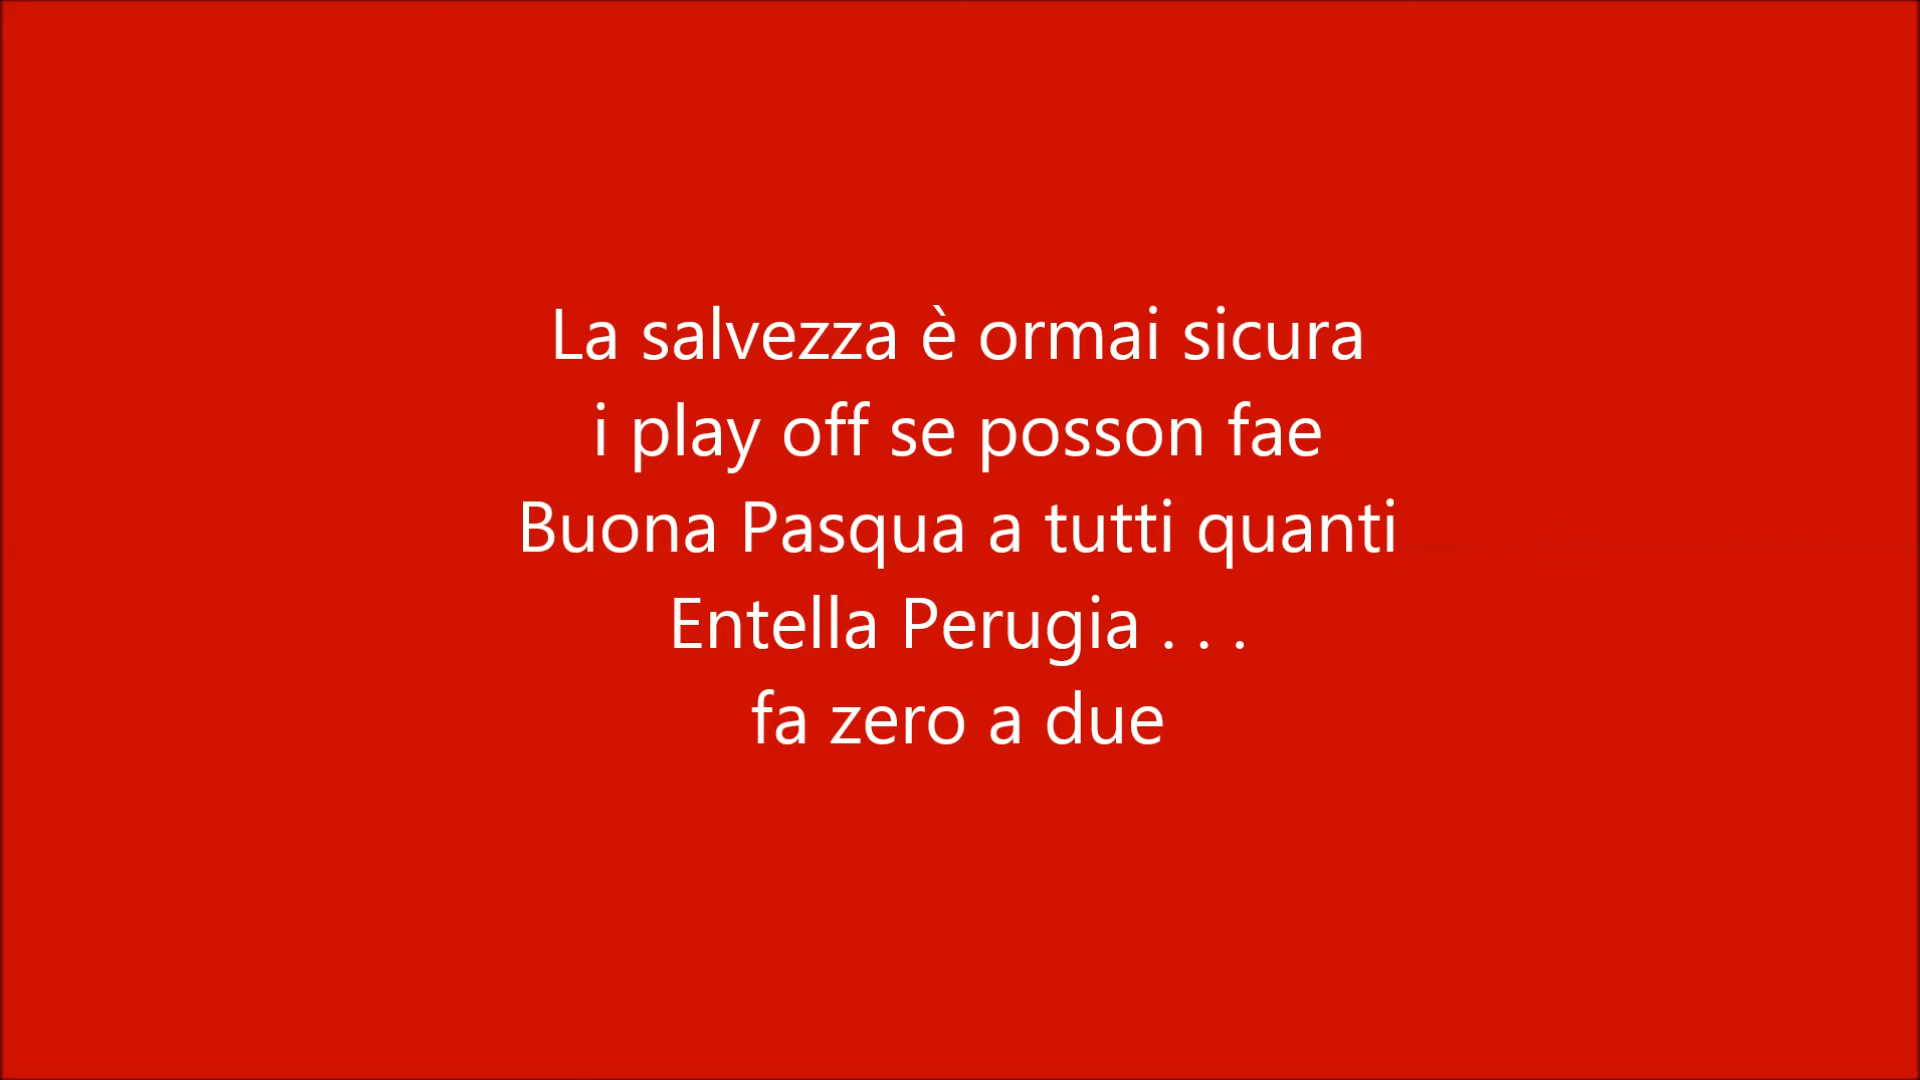 La salvezza è ormai sicura
i play off se posson fae
Buona Pasqua a tutti quanti
Entella Perugia . . .
fa zero a due